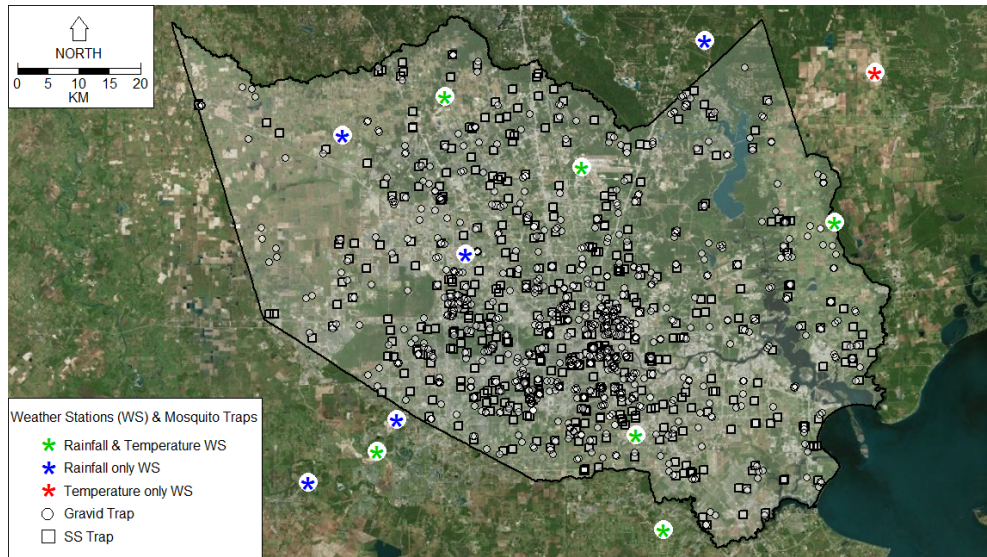 NORTH
0 5 10 15 20
KM
Weather Stations (WS) & Mosquito Traps
Rainfall & Temperature WS
Rainfall only WS
Temperature only WS
Gravid Trap
SS Trap